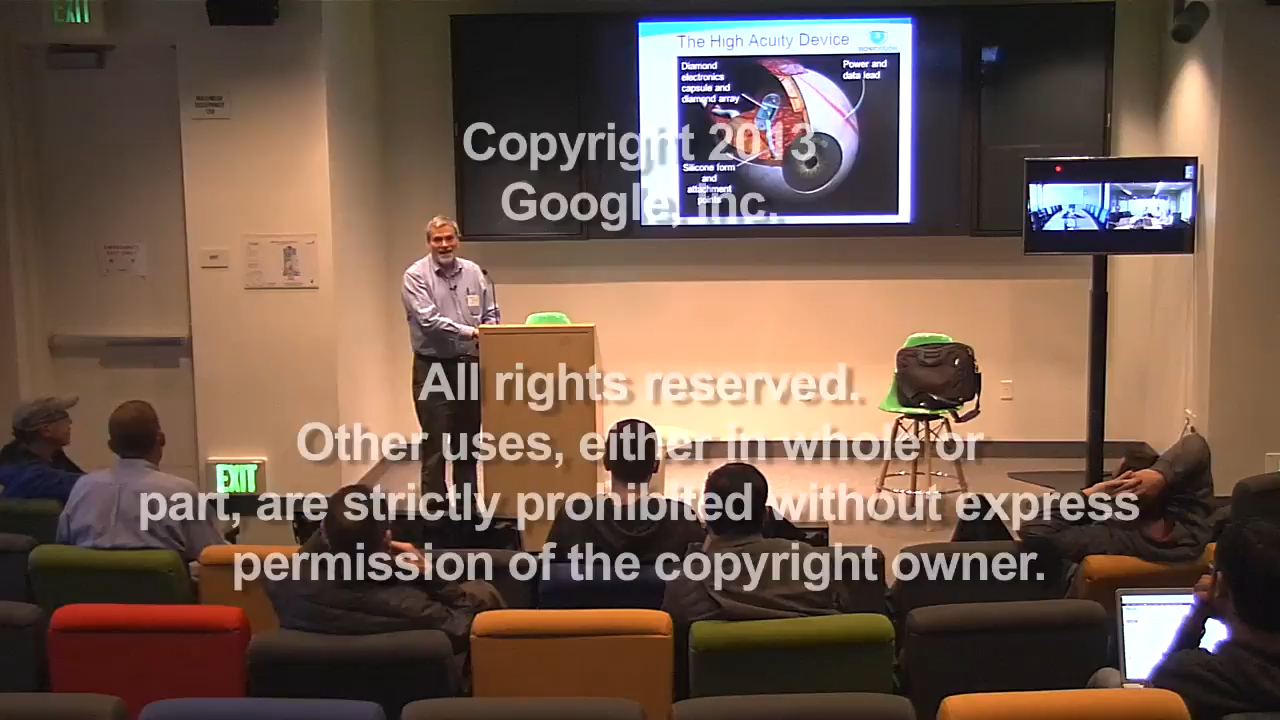 EXIT
The High Acuity Device
Diamond
electronics
capsule and
diamond array
Power and
data lead
Silicone form
and
attachment
points
Copyright 2013
Google, Inc.
EXIT
All rights reserved.
Other uses, either in whole or
part, are strictly prohibited without express
permission of the copyright owner.